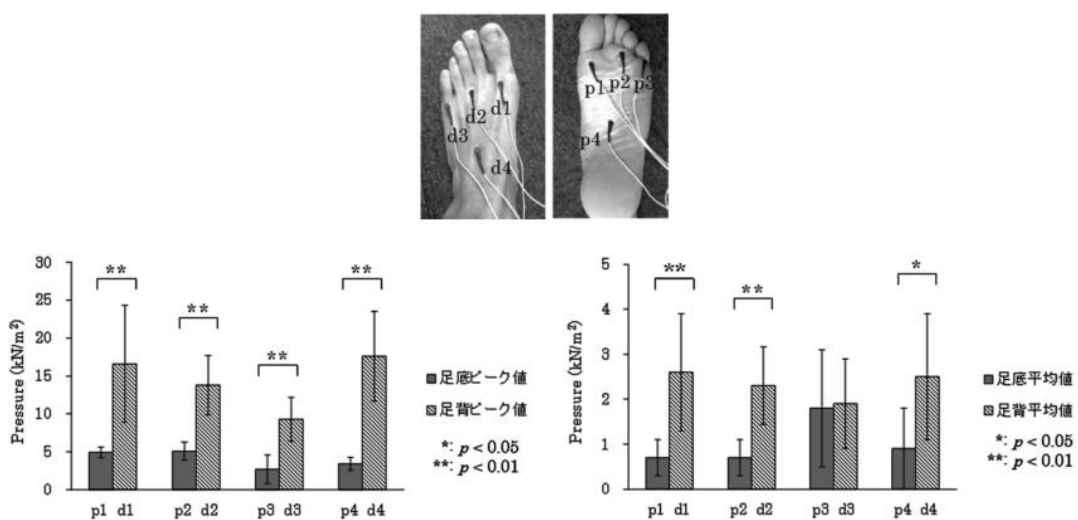 d1
d2
d3
d4
p1 p2 p3
p4
Pressure (kN/m²)
30
25
20
15
10
5
0
**
**
**
**
p1 d1
p2 d2
p3 d3
p4 d4
足底ピーク値
足背ピーク値
*: p < 0.05
**: p < 0.01
Pressure (kN/m²)
5
4
3
2
1
0
**
**
*
p1 d1
p2 d2
p3 d3
p4 d4
足底平均値
足背平均値
*: p < 0.05
**: p < 0.01